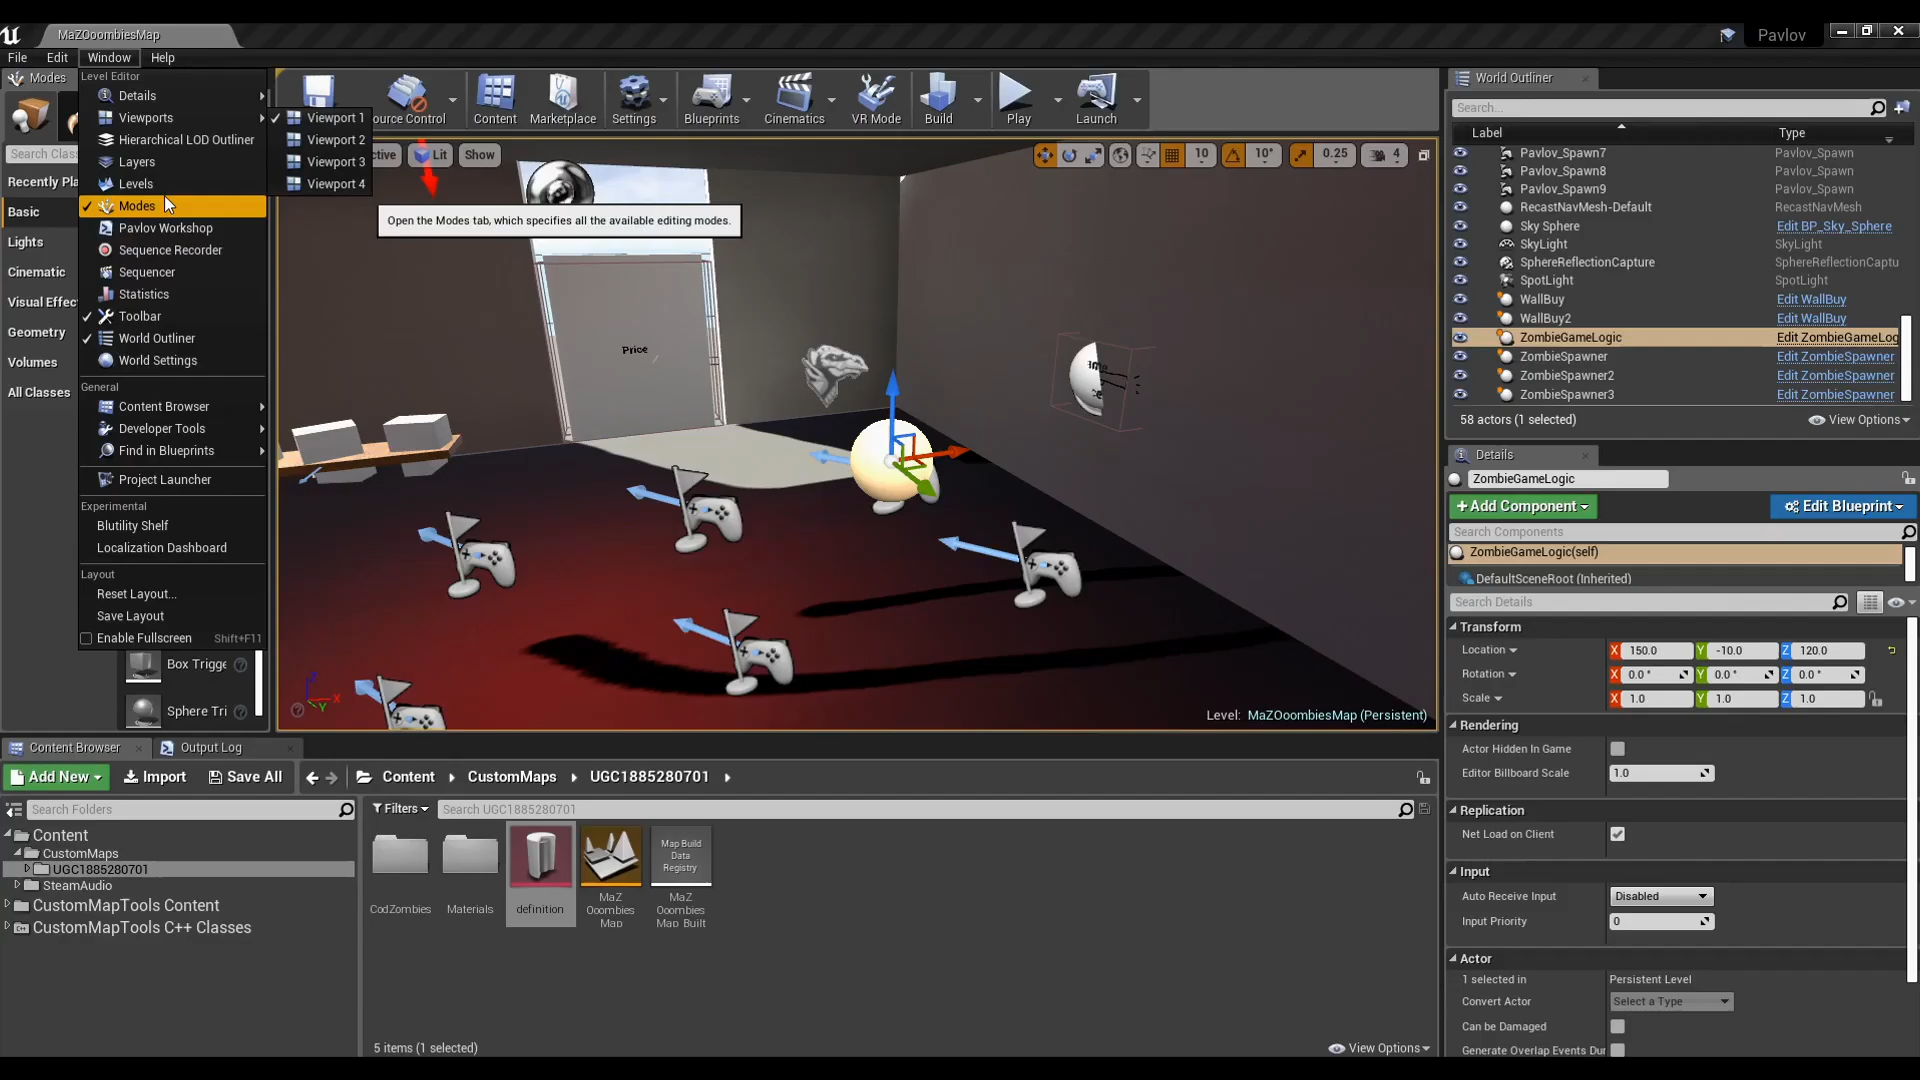 MaZOoombiesMap
Pavlov
File Edit Window Help
Modes
Search Clas
Recently Pla
Basic
Lights
Cinematic
Visual Effec
Geometry
Volumes
All Classes
Box Trigge
Sphere Tri
Level Editor
Details
Viewports
Hierarchical LOD Outliner
Layers
Levels
Modes
Pavlov Workshop
Sequence Recorder
Sequencer
Statistics
Toolbar
World Outliner
World Settings
General
Content Browser
Developer Tools
Find in Blueprints
Project Launcher
Experimental
Blutility Shelf
Localization Dashboard
Layout
Reset Layout...
Save Layout
Enable Fullscreen Shift+F11
Viewport 1
Viewport 2
Viewport 3
Viewport 4
ource Control Content Marketplace Settings Blueprints Cinematics VR Mode Build Play Launch
ctive Lit Show
10 10° 0.25 4
Open the Modes tab, which specifies all the available editing modes.
Price
Level: MaZOoombiesMap (Persistent)
World Outliner
Search...
Label Type
Pavlov_Spawn7 Pavlov_Spawn
Pavlov_Spawn8 Pavlov_Spawn
Pavlov_Spawn9 Pavlov_Spawn
RecastNavMesh-Default RecastNavMesh
Sky Sphere Edit BP_Sky_Sphere
SkyLight SkyLight
SphereReflectionCapture SphereReflectionCaptu
SpotLight SpotLight
WallBuy Edit WallBuy
WallBuy2 Edit WallBuy
ZombieGameLogic Edit ZombieGameLog
ZombieSpawner Edit ZombieSpawner
ZombieSpawner2 Edit ZombieSpawner
ZombieSpawner3 Edit ZombieSpawner
58 actors (1 selected) View Options
Details
ZombieGameLogic
+Add Component Edit Blueprint
Search Components
ZombieGameLogic(self)
DefaultSceneRoot (Inherited)
Search Details
Transform
Location X 150.0 Y -10.0 Z 120.0
Rotation X 0.0 ° Y 0.0 ° Z 0.0 °
Scale X 1.0 Y 1.0 Z 1.0
Rendering
Actor Hidden In Game
Editor Billboard Scale 1.0
Replication
Net Load on Client
Input
Auto Receive Input Disabled
Input Priority 0
Actor
1 selected in Persistent Level
Convert Actor Select a Type
Can be Damaged
Generate Overlap Events Dur
Content Browser Output Log
Add New Import Save All Content CustomMaps UGC1885280701
Search Folders
Content
CustomMaps
UGC1885280701
SteamAudio
CustomMapTools Content
CustomMapTools C++ Classes
Filters Search UGC1885280701
Map Build
Data
Registry
CodZombies
Materials
definition
MaZ
Ooombies
Map
MaZ
Ooombies
Map Built
5 items (1 selected) View Options